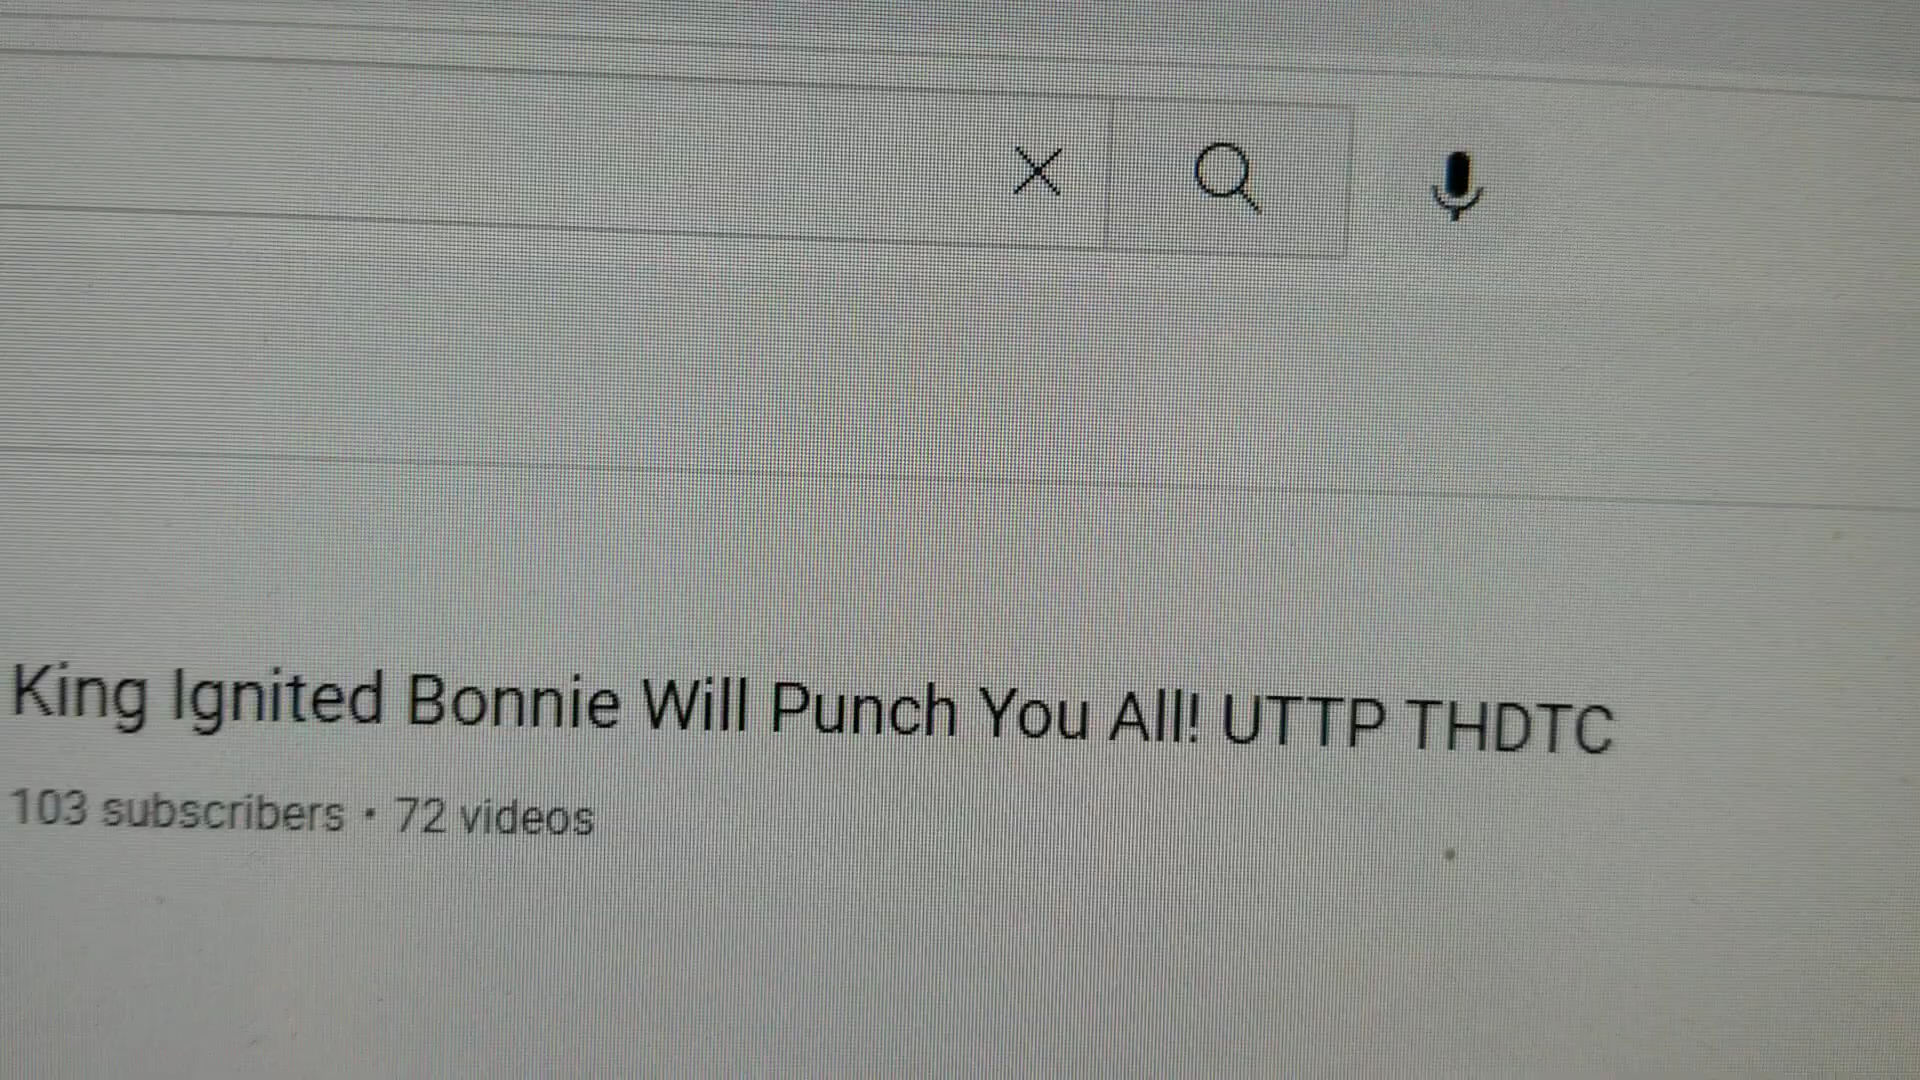 King Ignited Bonnie Will Punch You All! UTTP THDTC
103 subscribers • 72 videos